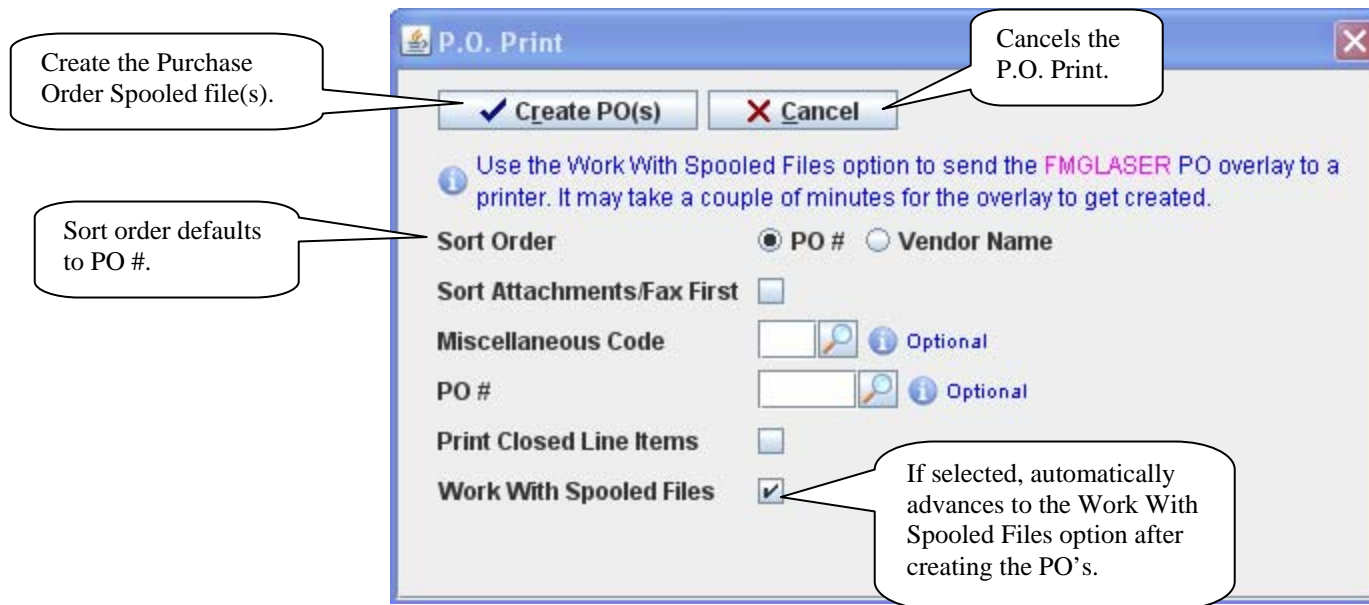 P.O. Print
Cancels the
P.O. Print.
Create the Purchase
Order Spooled file(s).
Create PO(s)
Cancel
Use the Work With Spooled Files option to send the FMGLASER PO overlay to a
printer. It may take a couple of minutes for the overlay to get created.
Sort order defaults
to PO #.
Sort Order PO # Vendor Name
Sort Attachments/Fax First
Miscellaneous Code Optional
PO # Optional
Print Closed Line Items
Work With Spooled Files
If selected, automatically
advances to the Work With
Spooled Files option after
creating the PO’s.